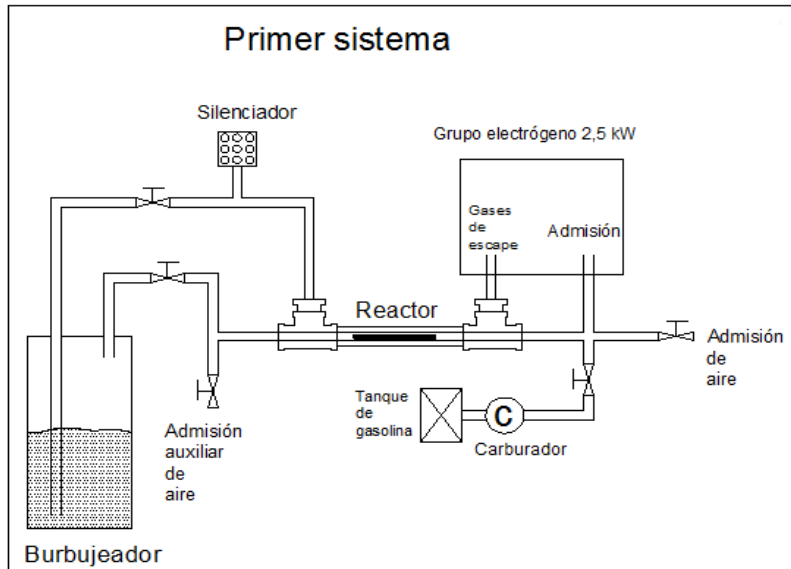 Primer sistema
Silenciador
Grupo electrógeno 2,5 kW
Gases
de
escape
Admisión
Reactor
Admisión
de
aire
Tanque
de
gasolina
C
Carburador
Admisión
auxiliar
de
aire
Burbujeador